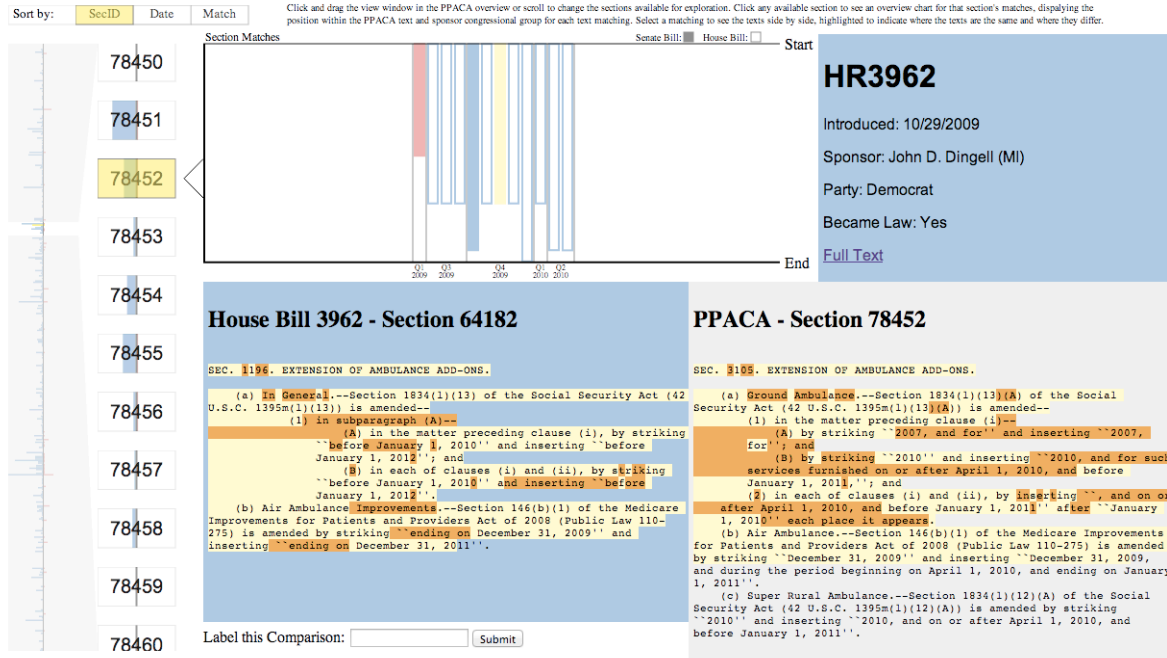 Sort by: SecID Date Match
Click and drag the view window in the PPACA overview or scroll to change the sections available for exploration. Click any available section to see an overview chart for that section's matches, dispalying the
position within the PPACA text and sponsor congressional group for each text matching. Select a matching to see the texts side by side, highlighted to indicate where the texts are the same and where they differ.
78450
78451
78452
78453
78454
78455
78456
78457
78458
78459
78460
Section Matches
Senate Bill: House Bill:
Start
End
Q1 2009
Q3 2009
Q4 2009
Q1 2010
Q2 2010
HR3962
Introduced: 10/29/2009
Sponsor: John D. Dingell (MI)
Party: Democrat
Became Law: Yes
Full Text
House Bill 3962 - Section 64182
SEC. 1196. EXTENSION OF AMBULANCE ADD-ONS.
(a) In General.--Section 1834(l)(13) of the Social Security Act (42
U.S.C. 1395m(l)(13)) is amended--
(1) in subparagraph (A)--
(A) in the matter preceding clause (i), by striking
``before January 1, 2010'' and inserting ``before
January 1, 2012''; and
(B) in each of clauses (i) and (ii), by striking
``before January 1, 2010'' and inserting ``before
January 1, 2012''.
(b) Air Ambulance Improvements.--Section 146(b)(1) of the Medicare
Improvements for Patients and Providers Act of 2008 (Public Law 110-
275) is amended by striking ``ending on December 31, 2009'' and
inserting ``ending on December 31, 2011''.
Label this Comparison: Submit
PPACA - Section 78452
SEC. 3105. EXTENSION OF AMBULANCE ADD-ONS.
(a) Ground Ambulance.--Section 1834(l)(13)(A) of the Social
Security Act (42 U.S.C. 1395m(l)(13)(A)) is amended--
(1) in the matter preceding clause (i)--
(A) by striking ``2007, and for'' and inserting ``2007,
for''; and
(B) by striking ``2010'' and inserting ``2010, and for such
services furnished on or after April 1, 2010, and before
January 1, 2011,''; and
(2) in each of clauses (i) and (ii), by inserting ``, and on or
after April 1, 2010, and before January 1, 2011'' after ``January
1, 2010'' each place it appears.
(b) Air Ambulance.--Section 146(b)(1) of the Medicare Improvements
for Patients and Providers Act of 2008 (Public Law 110-275) is amended
by striking ``December 31, 2009'' and inserting ``December 31, 2009,
and during the period beginning on April 1, 2010, and ending on January
1, 2011''.
(c) Super Rural Ambulance.--Section 1834(l)(12)(A) of the Social
Security Act (42 U.S.C. 1395m(l)(12)(A)) is amended by striking
``2010'' and inserting ``2010, and on or after April 1, 2010, and
before January 1, 2011''.